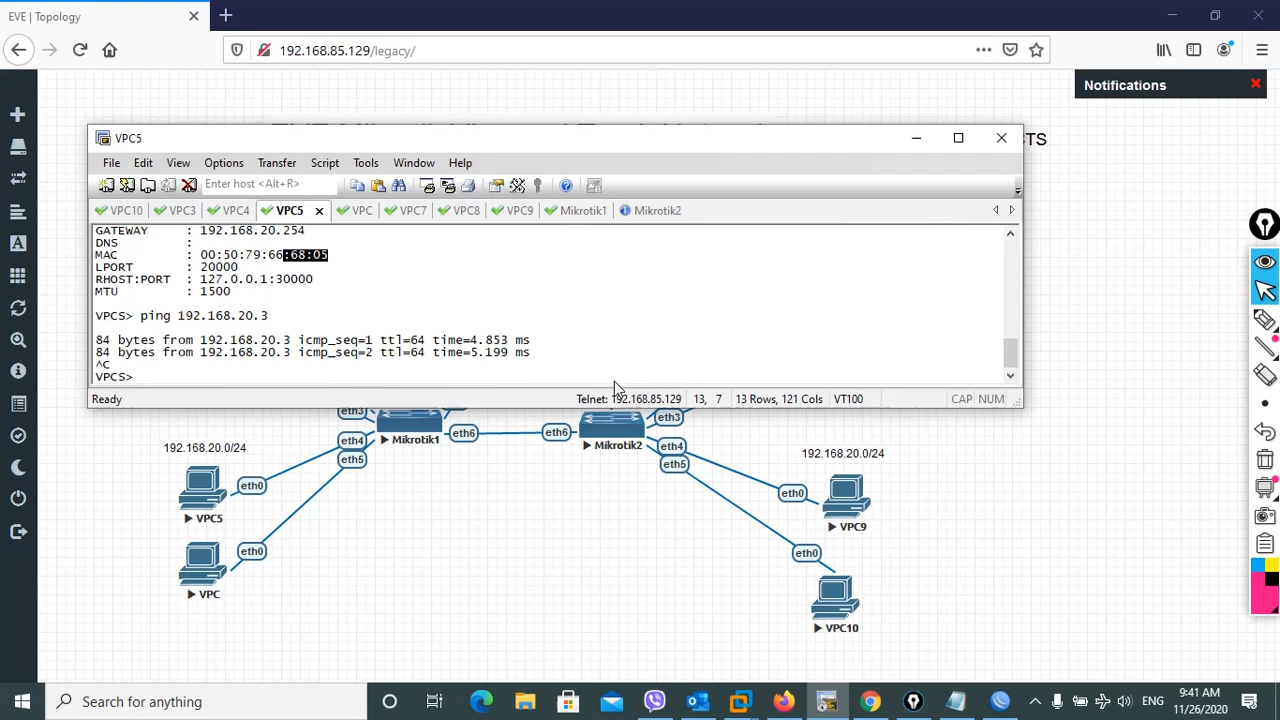 EVE | Topology
192.168.85.129/legacy/
Notifications
CTS
VPC5
File Edit View Options Transfer Script Tools Window Help
Enter host <Alt+R>
VPC10 VPC3 VPC4 VPC5 VPC VPC7 VPC8 VPC9 Mikrotik1 Mikrotik2
GATEWAY : 192.168.20.254
DNS :
MAC : 00:50:79:66:68:05
LPORT : 20000
RHOST:PORT : 127.0.0.1:30000
MTU : 1500
VPCS> ping 192.168.20.3
84 bytes from 192.168.20.3 icmp_seq=1 ttl=64 time=4.853 ms
84 bytes from 192.168.20.3 icmp_seq=2 ttl=64 time=5.199 ms
^C
VPCS>
Ready Telnet: 192.168.85.129 13, 7 13 Rows, 121 Cols VT100 CAP NUM
eth3 eth3
Mikrotik1 eth6 eth6 Mikrotik2
192.168.20.0/24 eth4 eth4 192.168.20.0/24
eth5 eth5
eth0 eth0
VPC5 VPC9
eth0 eth0
VPC VPC10
Search for anything
ENG
9:41 AM
11/26/2020